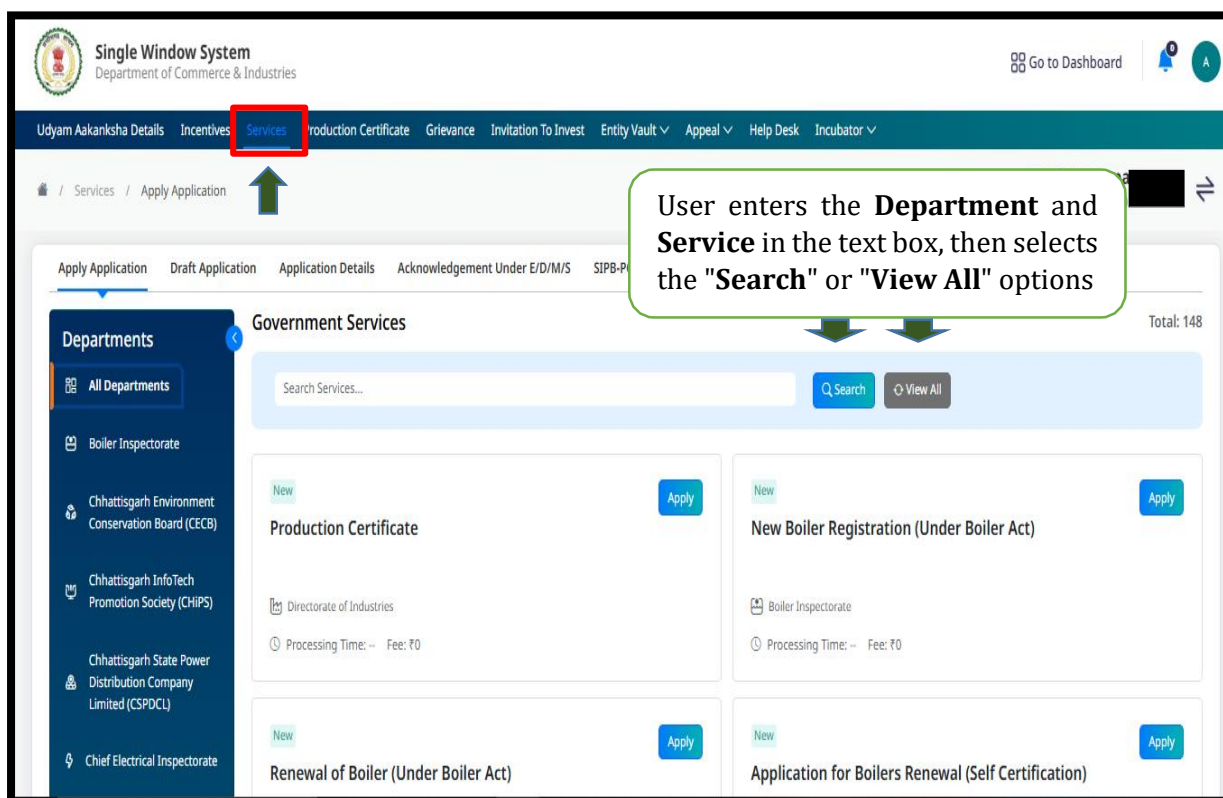 Single Window System
Department of Commerce & Industries
Go to Dashboard
0
A
Udyam Aakanksha Details Incentives Services Production Certificate Grievance Invitation To Invest Entity Vault Appeal Help Desk Incubator
/ Services / Apply Application
User enters the Department and
Service in the text box, then selects
the "Search" or "View All" options
Apply Application Draft Application Application Details Acknowledgement Under E/D/M/S
Departments
All Departments
Boiler Inspectorate
Chhattisgarh Environment
Conservation Board (CECB)
Chhattisgarh InfoTech
Promotion Society (CHiPS)
Chhattisgarh State Power
Distribution Company
Limited (CSPDCL)
Chief Electrical Inspectorate
Government Services
Total: 148
Search Services...
Search
View All
New
Apply
Production Certificate
Directorate of Industries
Processing Time: -- Fee: ₹0
New
Apply
New Boiler Registration (Under Boiler Act)
Boiler Inspectorate
Processing Time: -- Fee: ₹0
New
Apply
Renewal of Boiler (Under Boiler Act)
New
Apply
Application for Boilers Renewal (Self Certification)